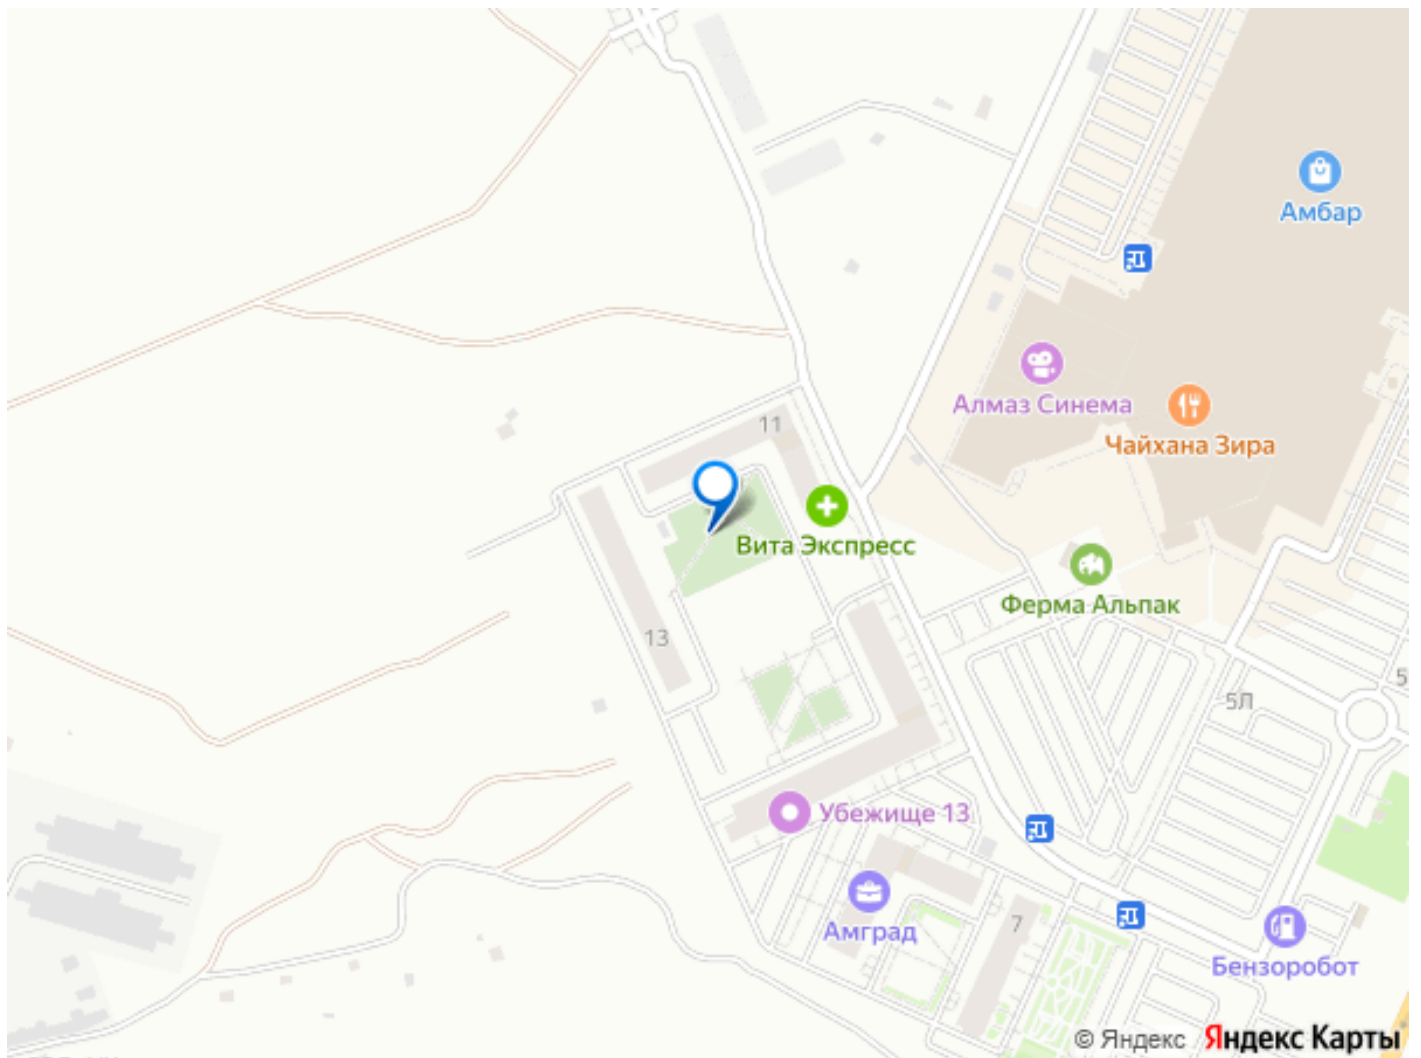 Амбар
Алмаз Синема
11
Чайхана Зира
Вита Экспресс
Ферма Альпак
13
5
5Л
Убежище 13
7
Амград
Бензоробот
© Яндекс Яндекс Карты